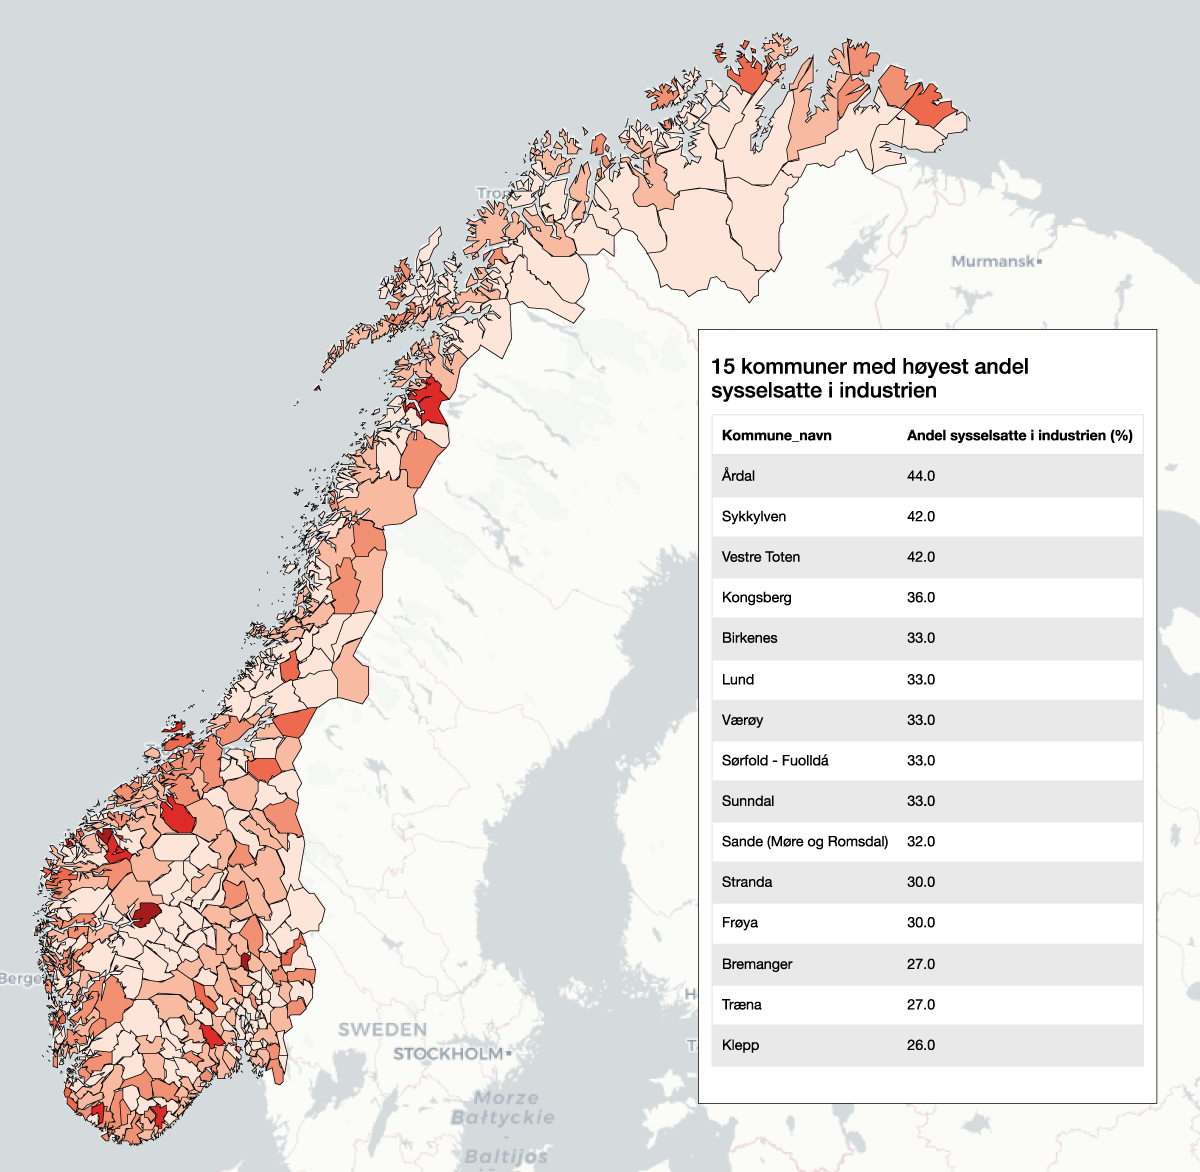 Tro
Murmansk
15 kommuner med høyest andel
sysselsatte i industrien
Kommune_navn Andel sysselsatte i industrien (%)
Årdal 44.0
Sykkylven 42.0
Vestre Toten 42.0
Kongsberg 36.0
Birkenes 33.0
Lund 33.0
Værøy 33.0
Sørfold - Fuolldá 33.0
Sunndal 33.0
Sande (Møre og Romsdal) 32.0
Stranda 30.0
Frøya 30.0
Bremanger 27.0
Træna 27.0
Klepp 26.0
Berge
H
SWEDEN
T
STOCKHOLM
Morze
Bałtyckie
-
Baltijos